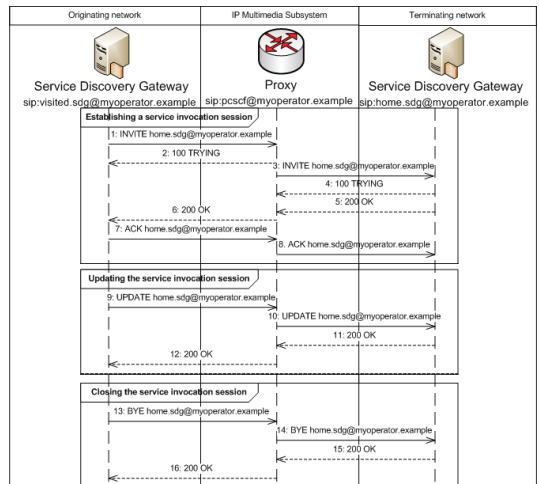 Originating network
IP Multimedia Subsystem
Terminating network
Service Discovery Gateway
sip:visited.sdg@myoperator.example
Proxy
sip:pcscf@myoperator.example
Service Discovery Gateway
sip:home.sdg@myoperator.example
Establishing a service invocation session
1: INVITE home.sdg@myoperator.example
2: 100 TRYING
3: INVITE home.sdg@myoperator.example
4: 100 TRYING
5: 200 OK
6: 200 OK
7: ACK home.sdg@myoperator.example
8. ACK home.sdg@myoperator.example
Updating the service invocation session
9: UPDATE home.sdg@myoperator.example
10: UPDATE home.sdg@myoperator.example
11: 200 OK
12: 200 OK
Closing the service invocation session
13: BYE home.sdg@myoperator.example
14: BYE home.sdg@myoperator.example
15: 200 OK
16: 200 OK